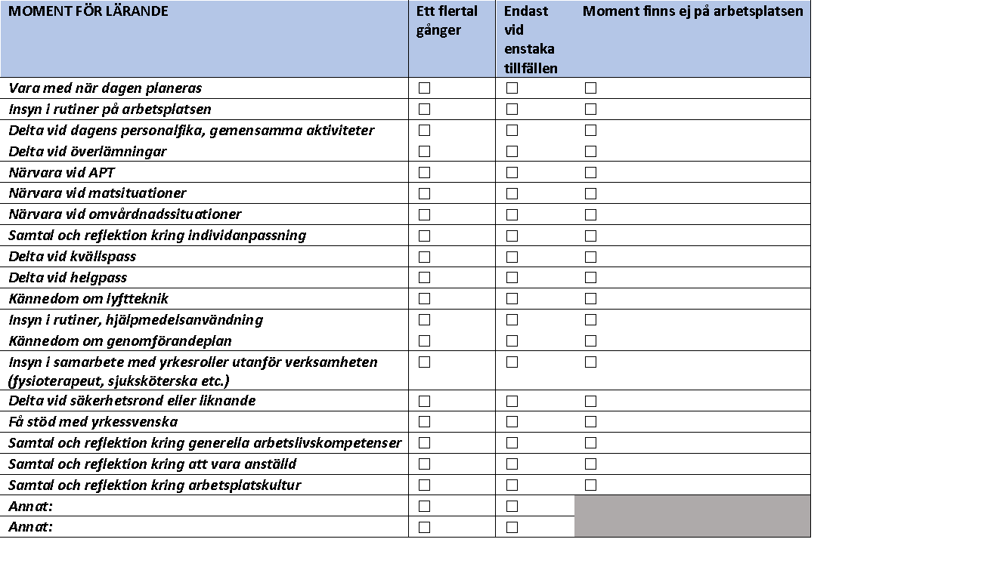 MOMENT FÖR LÄRANDE
Ett flertal
gånger
Endast
vid
enstaka
tillfällen
Moment finns ej på arbetsplatsen
Vara med när dagen planeras
Insyn i rutiner på arbetsplatsen
Delta vid dagens personalfika, gemensamma aktiviteter
Delta vid överlämningar
Närvara vid APT
Närvara vid matsituationer
Närvara vid omvårdnadssituationer
Samtal och reflektion kring individanpassning
Delta vid kvällspass
Delta vid helgpass
Kännedom om lyftteknik
Insyn i rutiner, hjälpmedelsanvändning
Kännedom om genomförandeplan
Insyn i samarbete med yrkesroller utanför verksamheten
(fysioterapeut, sjuksköterska etc.)
Delta vid säkerhetsrond eller liknande
Få stöd med yrkessvenska
Samtal och reflektion kring generella arbetslivskompetenser
Samtal och reflektion kring att vara anställd
Samtal och reflektion kring arbetsplatskultur
Annat:
Annat: